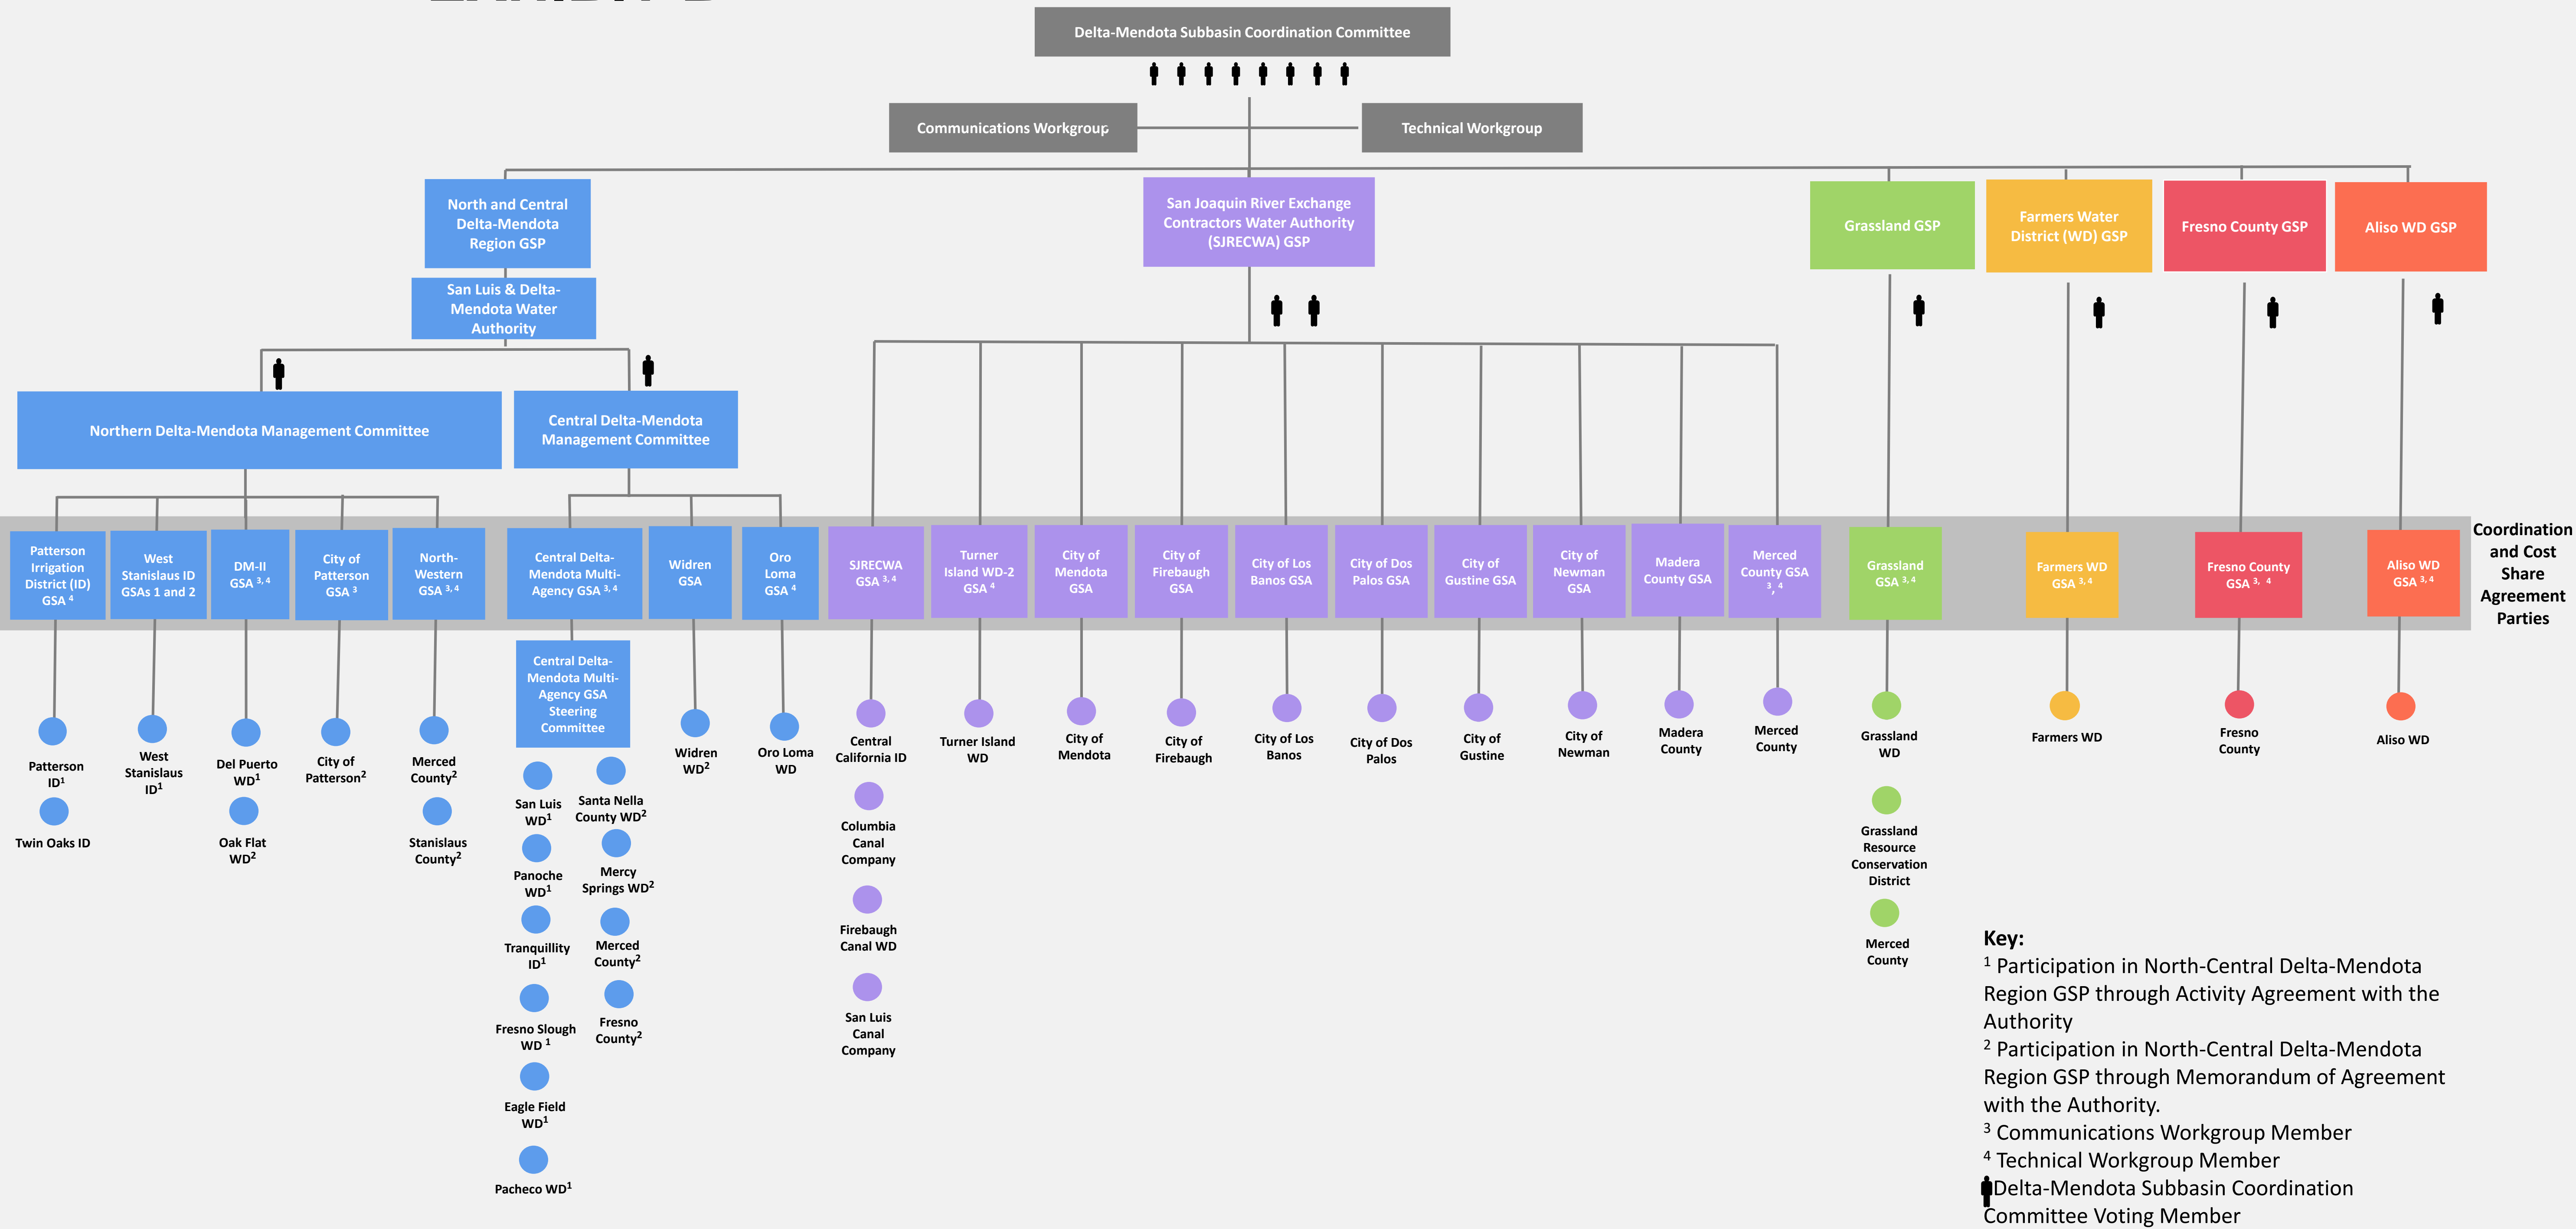 Delta-Mendota Subbasin Coordination Committee
Communications Workgroup
Technical Workgroup
North and Central
Delta-Mendota
Region GSP
San Joaquin River Exchange
Contractors Water Authority
(SJRECWA) GSP
Grassland GSP
Farmers Water
District (WD) GSP
Fresno County GSP
Aliso WD GSP
San Luis & Delta-
Mendota Water
Authority
Northern Delta-Mendota Management Committee
Central Delta-Mendota
Management Committee
Patterson
Irrigation
District (ID)
GSA 4
West
Stanislaus ID
GSAs 1 and 2
DM-II
GSA 3, 4
City of
Patterson
GSA 3
North-
Western
GSA 3, 4
Central Delta-
Mendota Multi-
Agency GSA 3, 4
Widren
GSA
Oro
Loma
GSA 4
SJRECWA
GSA 3, 4
Turner
Island WD-2
GSA 4
City of
Mendota
GSA
City of
Firebaugh
GSA
City of Los
Banos GSA
City of Dos
Palos GSA
City of
Gustine GSA
City of
Newman
GSA
Madera
County GSA
Merced
County GSA
3, 4
Grassland
GSA 3, 4
Farmers WD
GSA 3, 4
Fresno County
GSA 3, 4
Aliso WD
GSA 3, 4
Coordination
and Cost
Share
Agreement
Parties
Central Delta-
Mendota Multi-
Agency GSA
Steering
Committee
Patterson
ID1
Twin Oaks ID
West
Stanislaus
ID1
Del Puerto
WD1
Oak Flat
WD2
City of
Patterson2
Merced
County2
Stanislaus
County2
San Luis
WD1
Panoche
WD1
Tranquillity
ID1
Fresno Slough
WD 1
Eagle Field
WD1
Pacheco WD1
Santa Nella
County WD2
Mercy
Springs WD2
Merced
County2
Fresno
County2
Widren
WD2
Oro Loma
WD
Central
California ID
Columbia
Canal
Company
Firebaugh
Canal WD
San Luis
Canal
Company
Turner Island
WD
City of
Mendota
City of
Firebaugh
City of Los
Banos
City of Dos
Palos
City of
Gustine
City of
Newman
Madera
County
Merced
County
Grassland
WD
Grassland
Resource
Conservation
District
Merced
County
Farmers WD
Fresno
County
Aliso WD
Key:
1 Participation in North-Central Delta-Mendota
Region GSP through Activity Agreement with the
Authority
2 Participation in North-Central Delta-Mendota
Region GSP through Memorandum of Agreement
with the Authority.
3 Communications Workgroup Member
4 Technical Workgroup Member
Delta-Mendota Subbasin Coordination
Committee Voting Member